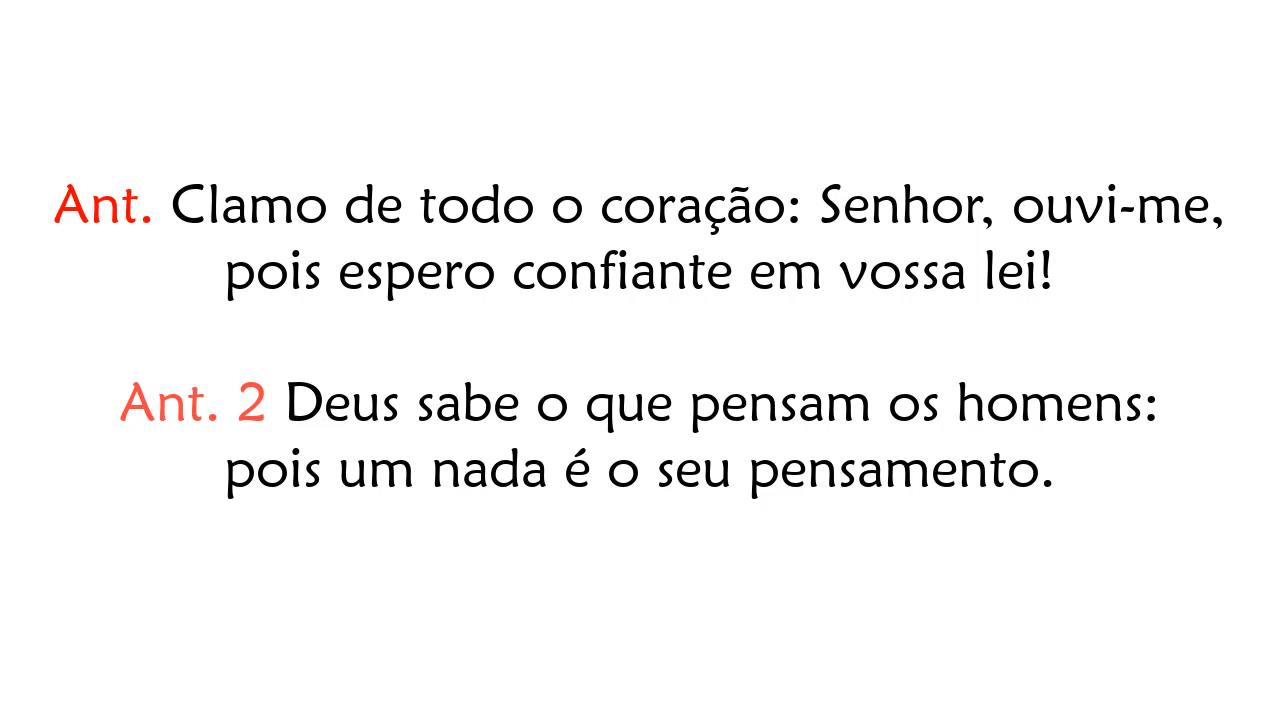 Ant. Clamo de todo o coração: Senhor, ouvi-me,
pois espero confiante em vossa lei!
Ant. 2 Deus sabe o que pensam os homens:
pois um nada é o seu pensamento.